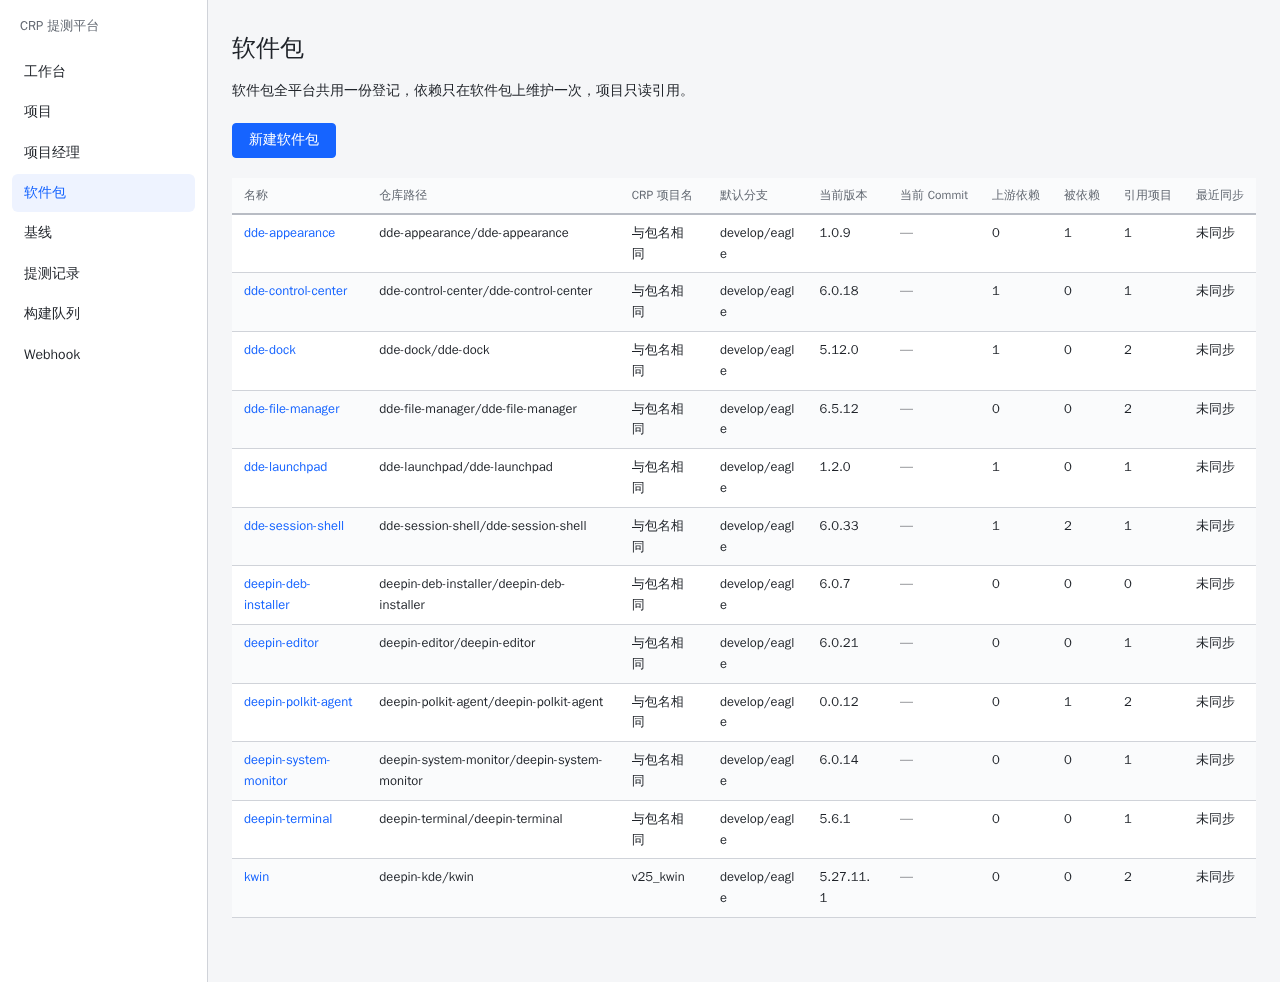 CRP 提测平台
工作台
项目
项目经理
软件包
基线
提测记录
构建队列
Webhook
软件包
软件包全平台共用一份登记，依赖只在软件包上维护一次，项目只读引用。
新建软件包
名称 仓库路径 CRP 项目名 默认分支 当前版本 当前 Commit 上游依赖 被依赖 引用项目 最近同步
dde-appearance dde-appearance/dde-appearance 与包名相 develop/eagl 1.0.9 — 0 1 1 未同步
同 e
dde-control-center dde-control-center/dde-control-center 与包名相 develop/eagl 6.0.18 — 1 0 1 未同步
同 e
dde-dock dde-dock/dde-dock 与包名相 develop/eagl 5.12.0 — 1 0 2 未同步
同 e
dde-file-manager dde-file-manager/dde-file-manager 与包名相 develop/eagl 6.5.12 — 0 0 2 未同步
同 e
dde-launchpad dde-launchpad/dde-launchpad 与包名相 develop/eagl 1.2.0 — 1 0 1 未同步
同 e
dde-session-shell dde-session-shell/dde-session-shell 与包名相 develop/eagl 6.0.33 — 1 2 1 未同步
同 e
deepin-deb- deepin-deb-installer/deepin-deb- 与包名相 develop/eagl 6.0.7 — 0 0 0 未同步
installer installer 同 e
deepin-editor deepin-editor/deepin-editor 与包名相 develop/eagl 6.0.21 — 0 0 1 未同步
同 e
deepin-polkit-agent deepin-polkit-agent/deepin-polkit-agent 与包名相 develop/eagl 0.0.12 — 0 1 2 未同步
同 e
deepin-system- deepin-system-monitor/deepin-system- 与包名相 develop/eagl 6.0.14 — 0 0 1 未同步
monitor monitor 同 e
deepin-terminal deepin-terminal/deepin-terminal 与包名相 develop/eagl 5.6.1 — 0 0 1 未同步
同 e
kwin deepin-kde/kwin v25_kwin develop/eagl 5.27.11. — 0 0 2 未同步
e 1